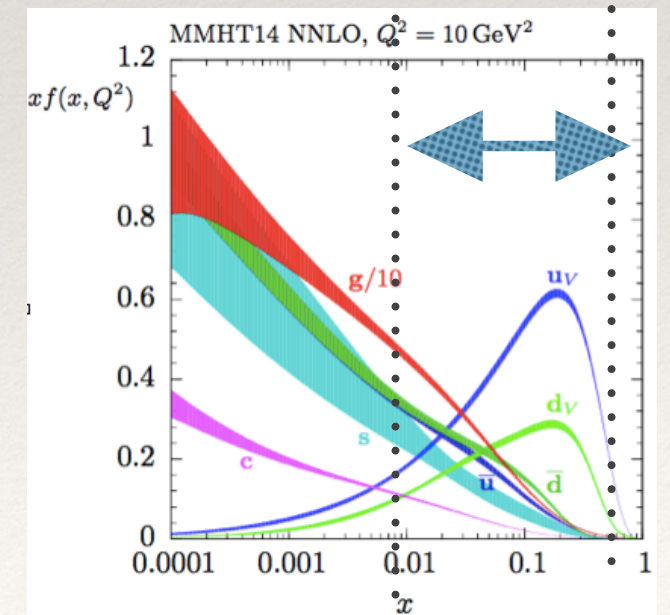 MMHT14 NNLO, Q² = 10 GeV²
xf(x, Q²)
1.2
1
0.8
0.6
0.4
0.2
0
g/10
u_V
d_V
s
c
ū
d̄
0.0001 0.001 0.01 0.1 1
x